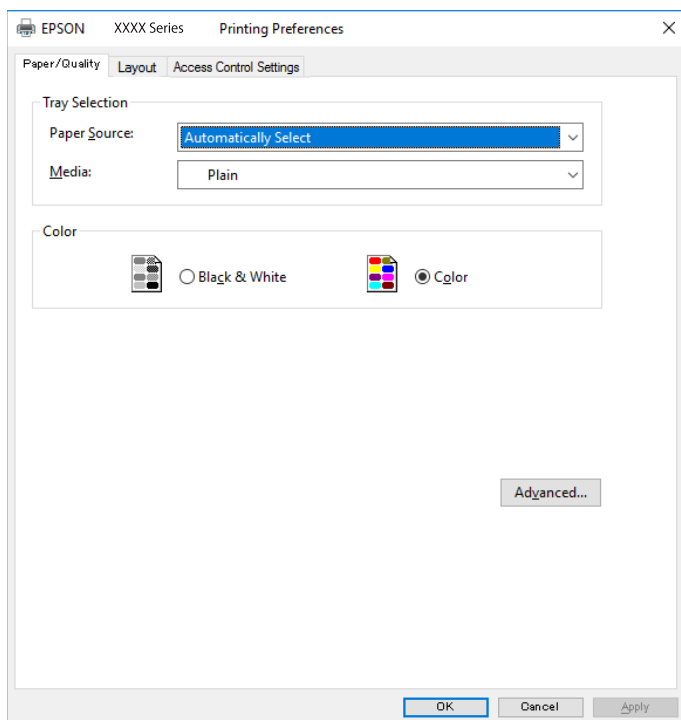 EPSON XXXX Series Printing Preferences
Paper/Quality Layout Access Control Settings
Tray Selection
Paper Source: Automatically Select
Media: Plain
Color
Black & White Color
Advanced...
OK Cancel Apply